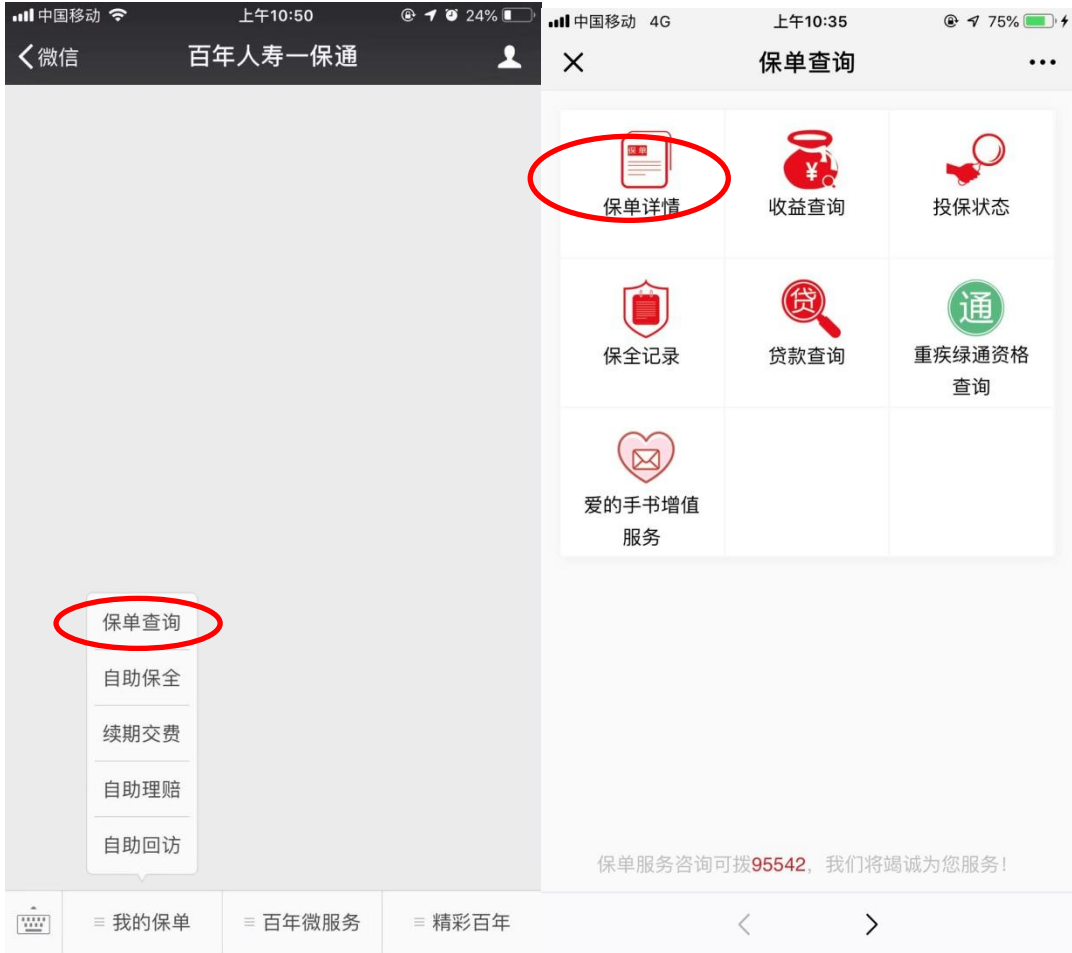 中国移动 上午10:50 24%
微信 百年人寿一保通
保单查询
自助保全
续期交费
自助理赔
自助回访
我的保单 百年微服务 精彩百年
中国移动 4G 上午10:35 75%
保单查询
保单
保单详情 收益查询 投保状态
贷 通
保全记录 贷款查询 重疾绿通资格
查询
爱的手书增值
服务
保单服务咨询可拨95542，我们将竭诚为您服务！